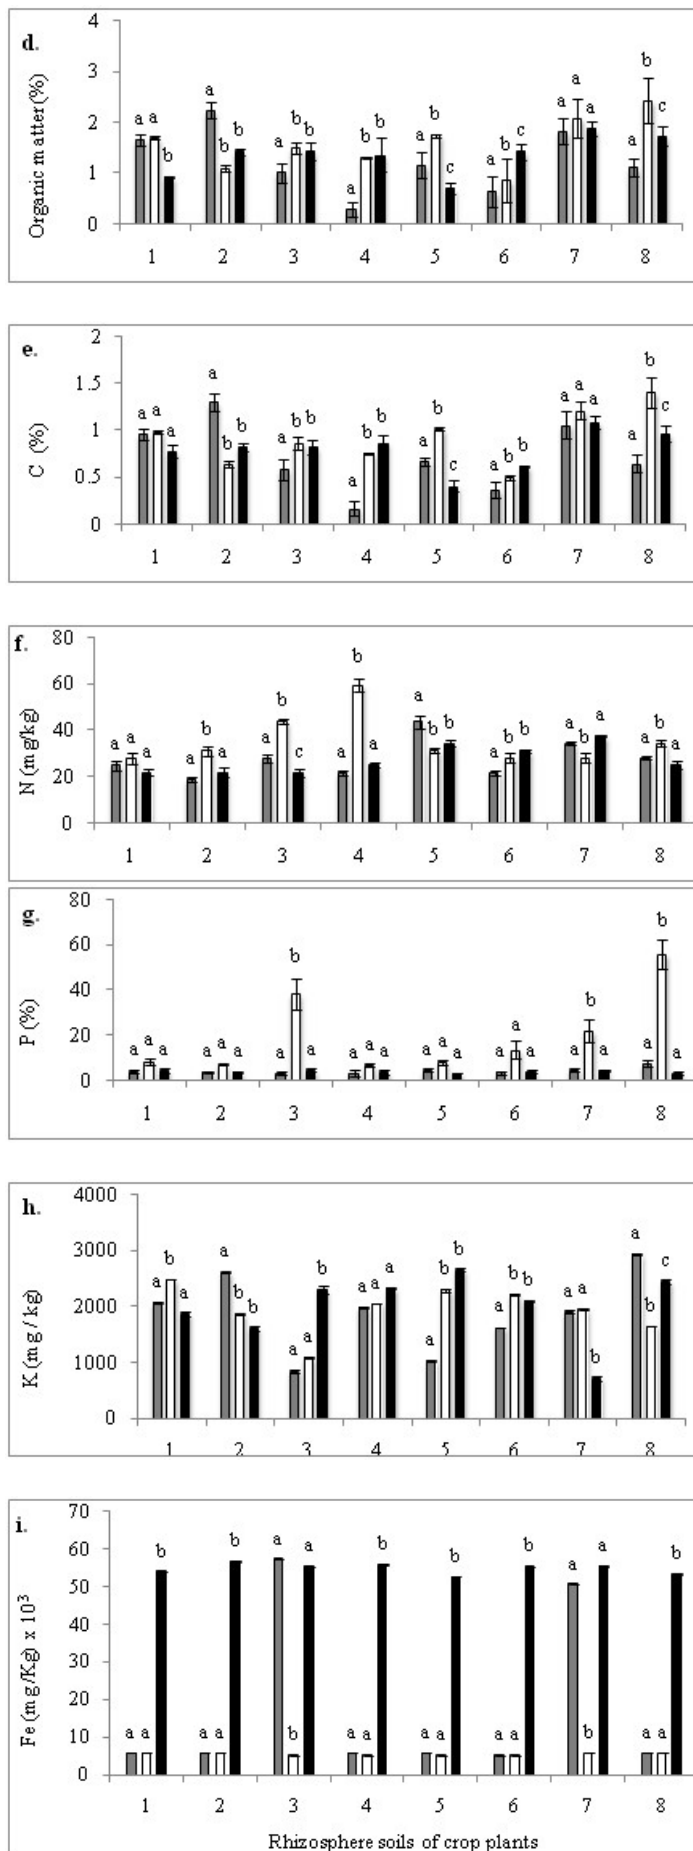 d.
Organic matter (%)
4
3
2
1
0
a a b
a b b
a b b
a b b
a b c
a b c
a a a
a b c
1 2 3 4 5 6 7 8
e.
C (%)
2
1.5
1
0.5
0
a a a
a b b
a b b
a b b
a b c
a b b
a a a
a b c
1 2 3 4 5 6 7 8
f.
N (mg/kg)
80
60
40
20
0
a a a
a b a
a b c
a b a
a b b
a b b
a b a
a b a
1 2 3 4 5 6 7 8
g.
P (%)
80
60
40
20
0
a a a
a a a
a b a
a a a
a a a
a a a
a b a
a b a
1 2 3 4 5 6 7 8
h.
K (mg / kg)
4000
3000
2000
1000
0
a b a
a b b
a a b
a a a
a b b
a b b
a a b
a b c
1 2 3 4 5 6 7 8
i.
Fe (mg/Kg) x 10³
70
60
50
40
30
20
10
0
a a b
a a b
a b a
a a b
a a b
a a b
a b a
a a b
1 2 3 4 5 6 7 8
Rhizosphere soils of crop plants